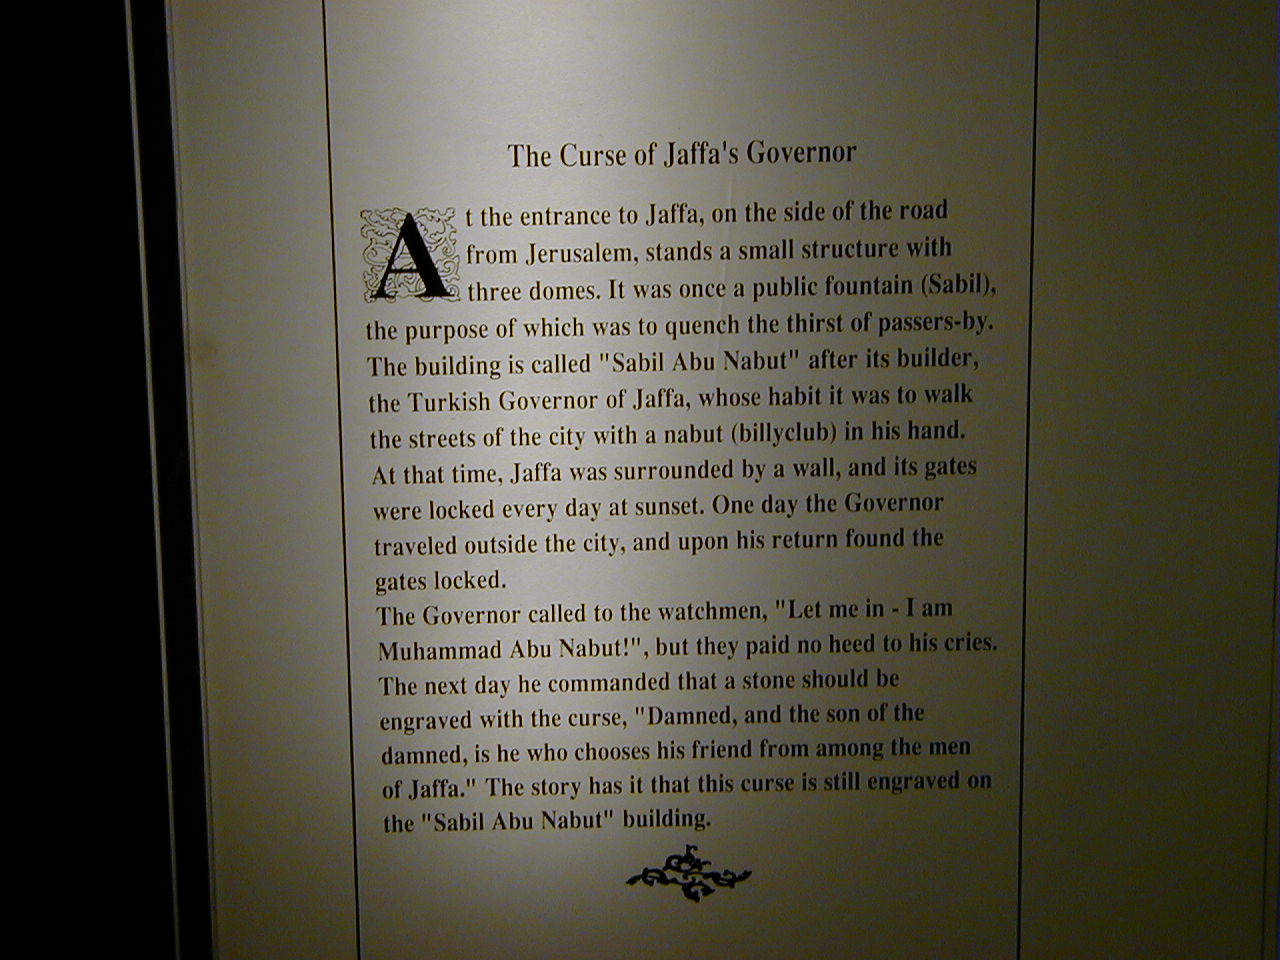 The Curse of Jaffa's Governor
At the entrance to Jaffa, on the side of the road
from Jerusalem, stands a small structure with
three domes. It was once a public fountain (Sabil),
the purpose of which was to quench the thirst of passers-by.
The building is called "Sabil Abu Nabut" after its builder,
the Turkish Governor of Jaffa, whose habit it was to walk
the streets of the city with a nabut (billyclub) in his hand.
At that time, Jaffa was surrounded by a wall, and its gates
were locked every day at sunset. One day the Governor
traveled outside the city, and upon his return found the
gates locked.
The Governor called to the watchmen, "Let me in - I am
Muhammad Abu Nabut!", but they paid no heed to his cries.
The next day he commanded that a stone should be
engraved with the curse, "Damned, and the son of the
damned, is he who chooses his friend from among the men
of Jaffa." The story has it that this curse is still engraved on
the "Sabil Abu Nabut" building.